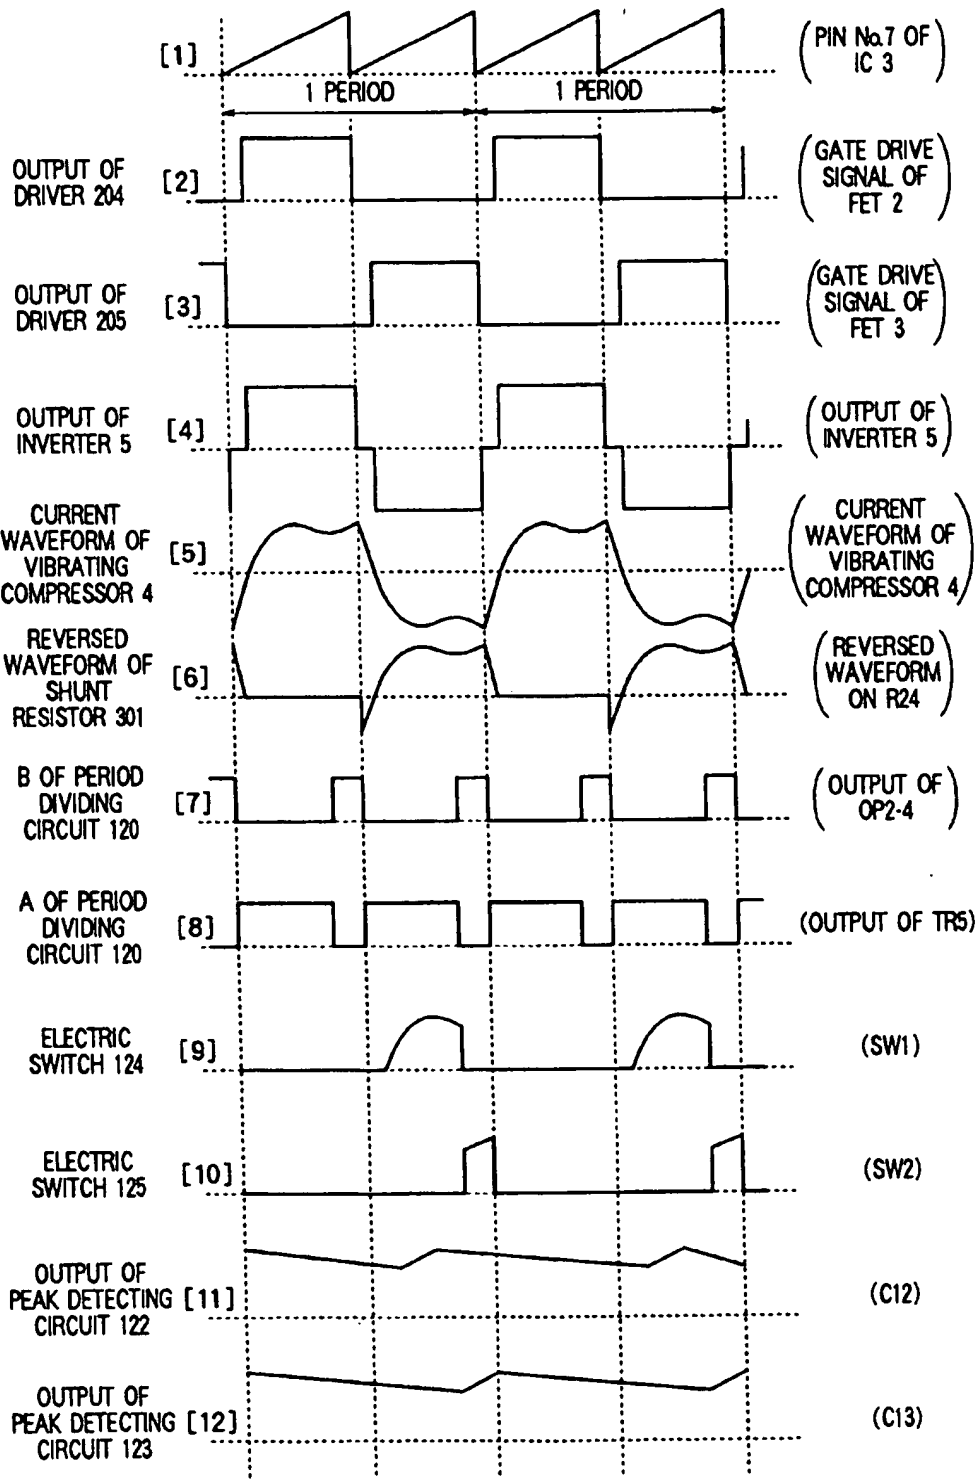 [1]
(PIN No.7 OF
IC 3)
1 PERIOD
1 PERIOD
OUTPUT OF
DRIVER 204
[2]
(GATE DRIVE
SIGNAL OF
FET 2)
OUTPUT OF
DRIVER 205
[3]
(GATE DRIVE
SIGNAL OF
FET 3)
OUTPUT OF
INVERTER 5
[4]
(OUTPUT OF
INVERTER 5)
CURRENT
WAVEFORM OF
VIBRATING
COMPRESSOR 4
[5]
(CURRENT
WAVEFORM OF
VIBRATING
COMPRESSOR 4)
REVERSED
WAVEFORM OF
SHUNT
RESISTOR 301
[6]
(REVERSED
WAVEFORM
ON R24)
B OF PERIOD
DIVIDING
CIRCUIT 120
[7]
(OUTPUT OF
OP2-4)
A OF PERIOD
DIVIDING
CIRCUIT 120
[8]
(OUTPUT OF TR5)
ELECTRIC
SWITCH 124
[9]
(SW1)
ELECTRIC
SWITCH 125
[10]
(SW2)
OUTPUT OF
PEAK DETECTING
CIRCUIT 122
[11]
(C12)
OUTPUT OF
PEAK DETECTING
CIRCUIT 123
[12]
(C13)